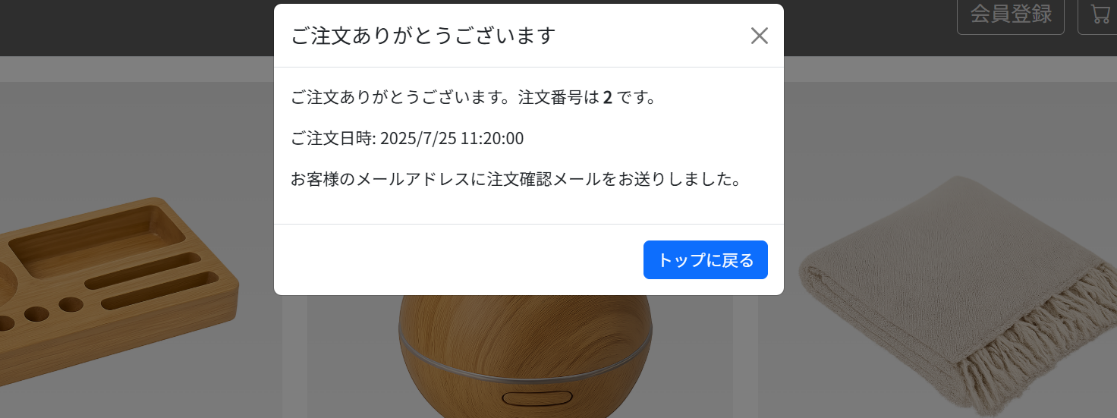 会員登録
ご注文ありがとうございます
ご注文ありがとうございます。注文番号は 2 です。
ご注文日時: 2025/7/25 11:20:00
お客様のメールアドレスに注文確認メールをお送りしました。
トップに戻る